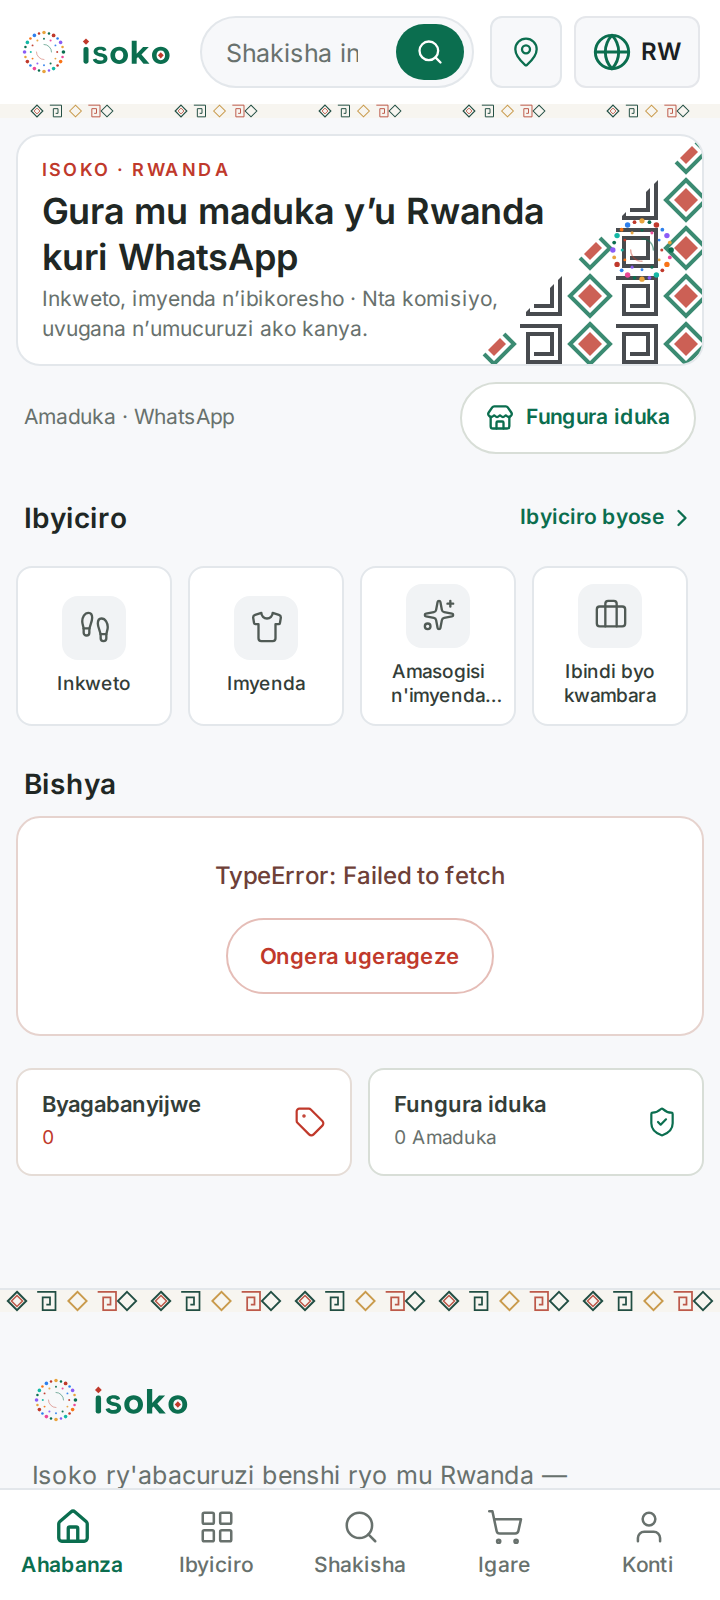 isoko
Shakisha in
RW
ISOKO · RWANDA
Gura mu maduka y’u Rwanda
kuri WhatsApp
Inkweto, imyenda n’ibikoresho · Nta komisiyo,
uvugana n’umucuruzi ako kanya.
Amaduka · WhatsApp
Fungura iduka
Ibyiciro
Ibyiciro byose
Inkweto
Imyenda
Amasogisi
n'imyenda...
Ibindi byo
kwambara
Bishya
TypeError: Failed to fetch
Ongera ugerageze
Byagabanyijwe
0
Fungura iduka
0 Amaduka
isoko
Isoko ry'abacuruzi benshi ryo mu Rwanda —
Ahabanza
Ibyiciro
Shakisha
Igare
Konti